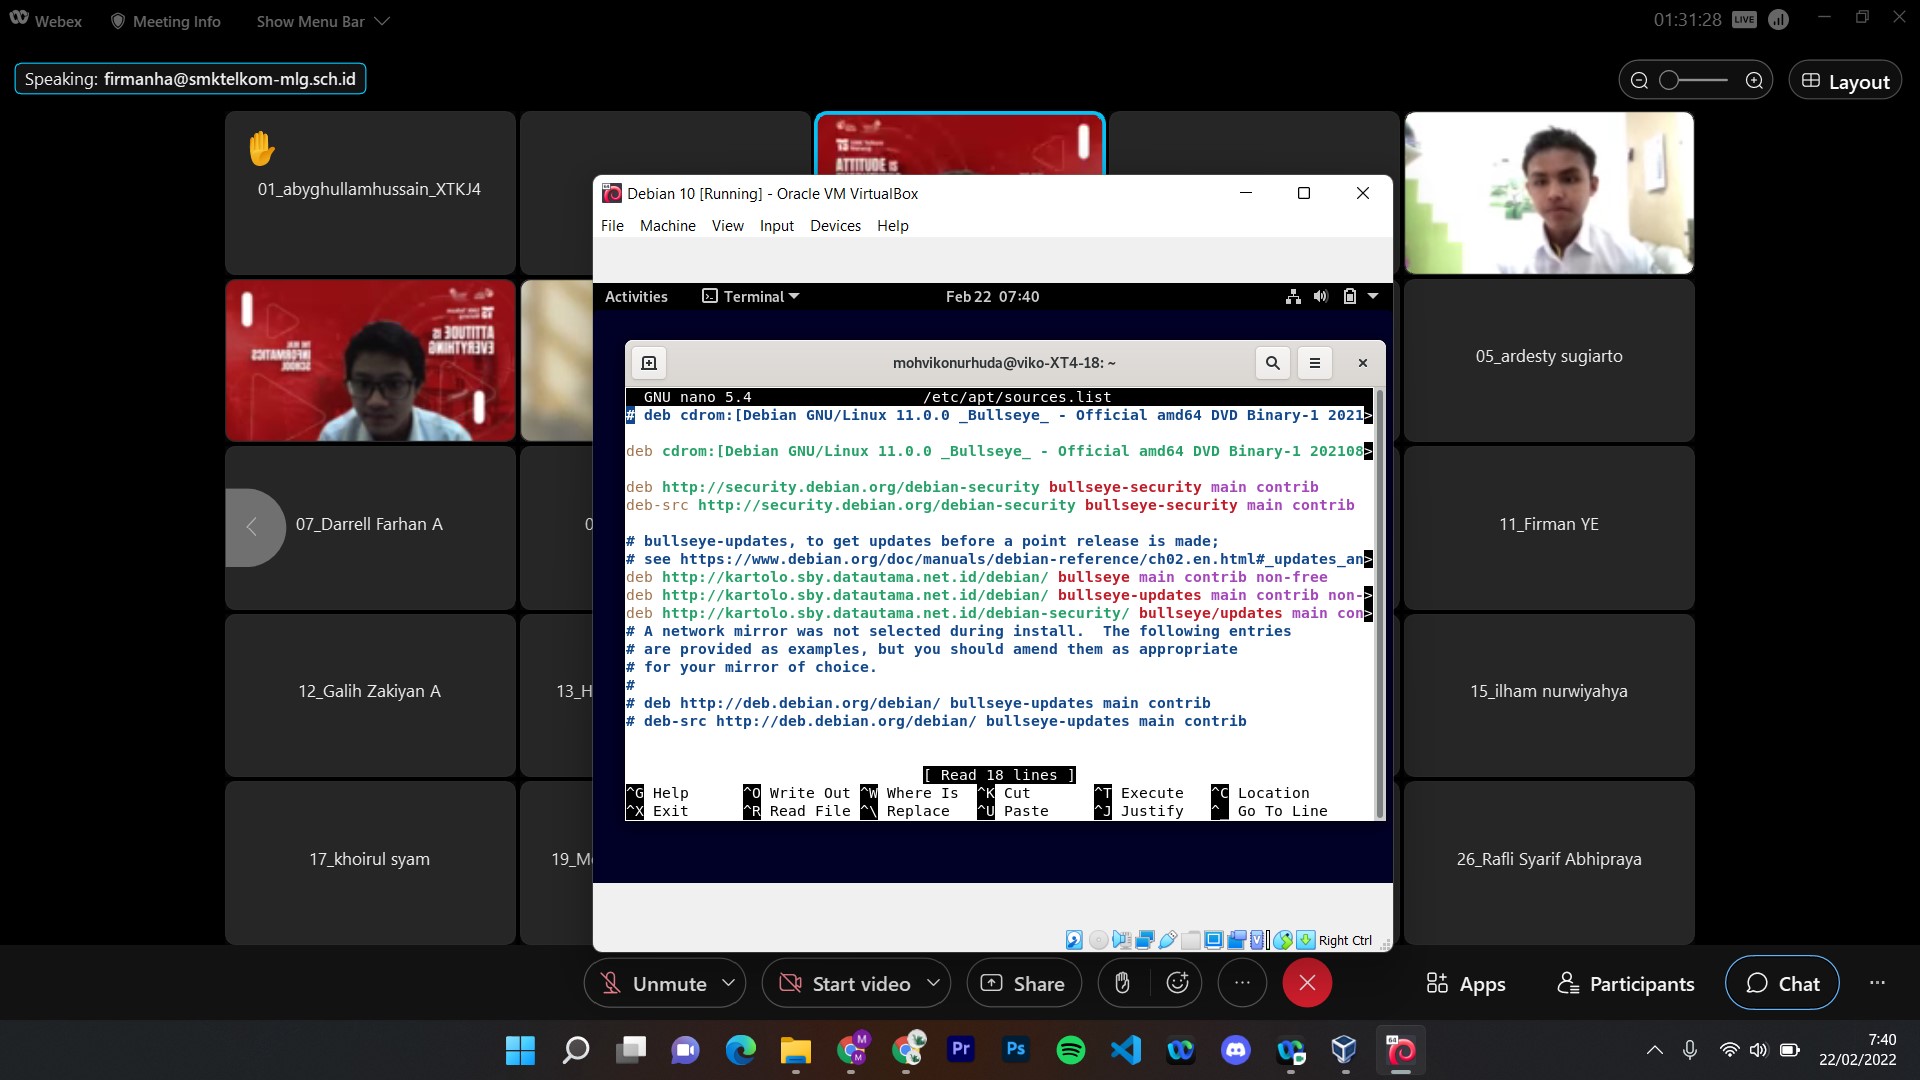 Webex
Meeting Info
Show Menu Bar
01:31:28
LIVE
Speaking: firmanha@smktelkom-mlg.sch.id
Layout
01_abyghullamhussain_XTKJ4
ATTITUDE IS
Debian 10 [Running] - Oracle VM VirtualBox
File Machine View Input Devices Help
Activities
Terminal
Feb 22 07:40
mohvikonurhuda@viko-XT4-18: ~
GNU nano 5.4 /etc/apt/sources.list
# deb cdrom:[Debian GNU/Linux 11.0.0 _Bullseye_ - Official amd64 DVD Binary-1 2021>
deb cdrom:[Debian GNU/Linux 11.0.0 _Bullseye_ - Official amd64 DVD Binary-1 202108>
deb http://security.debian.org/debian-security bullseye-security main contrib
deb-src http://security.debian.org/debian-security bullseye-security main contrib
# bullseye-updates, to get updates before a point release is made;
# see https://www.debian.org/doc/manuals/debian-reference/ch02.en.html#_updates_an>
deb http://kartolo.sby.datautama.net.id/debian/ bullseye main contrib non-free
deb http://kartolo.sby.datautama.net.id/debian/ bullseye-updates main contrib non->
deb http://kartolo.sby.datautama.net.id/debian-security/ bullseye/updates main con>
# A network mirror was not selected during install.  The following entries
# are provided as examples, but you should amend them as appropriate
# for your mirror of choice.
#
# deb http://deb.debian.org/debian/ bullseye-updates main contrib
# deb-src http://deb.debian.org/debian/ bullseye-updates main contrib
[ Read 18 lines ]
^G Help ^O Write Out ^W Where Is ^K Cut ^T Execute ^C Location
^X Exit ^R Read File ^\ Replace ^U Paste ^J Justify ^_ Go To Line
Right Ctrl
ATTITUDE IS
EVERYTHING
THE REAL
INFORMATICS
SCHOOL
05_ardesty sugiarto
07_Darrell Farhan A
0
11_Firman YE
12_Galih Zakiyan A
13_H
15_ilham nurwiyahya
17_khoirul syam
19_M
26_Rafli Syarif Abhipraya
Unmute
Start video
Share
Apps
Participants
Chat
M
M
Pr
Ps
64
7:40
22/02/2022